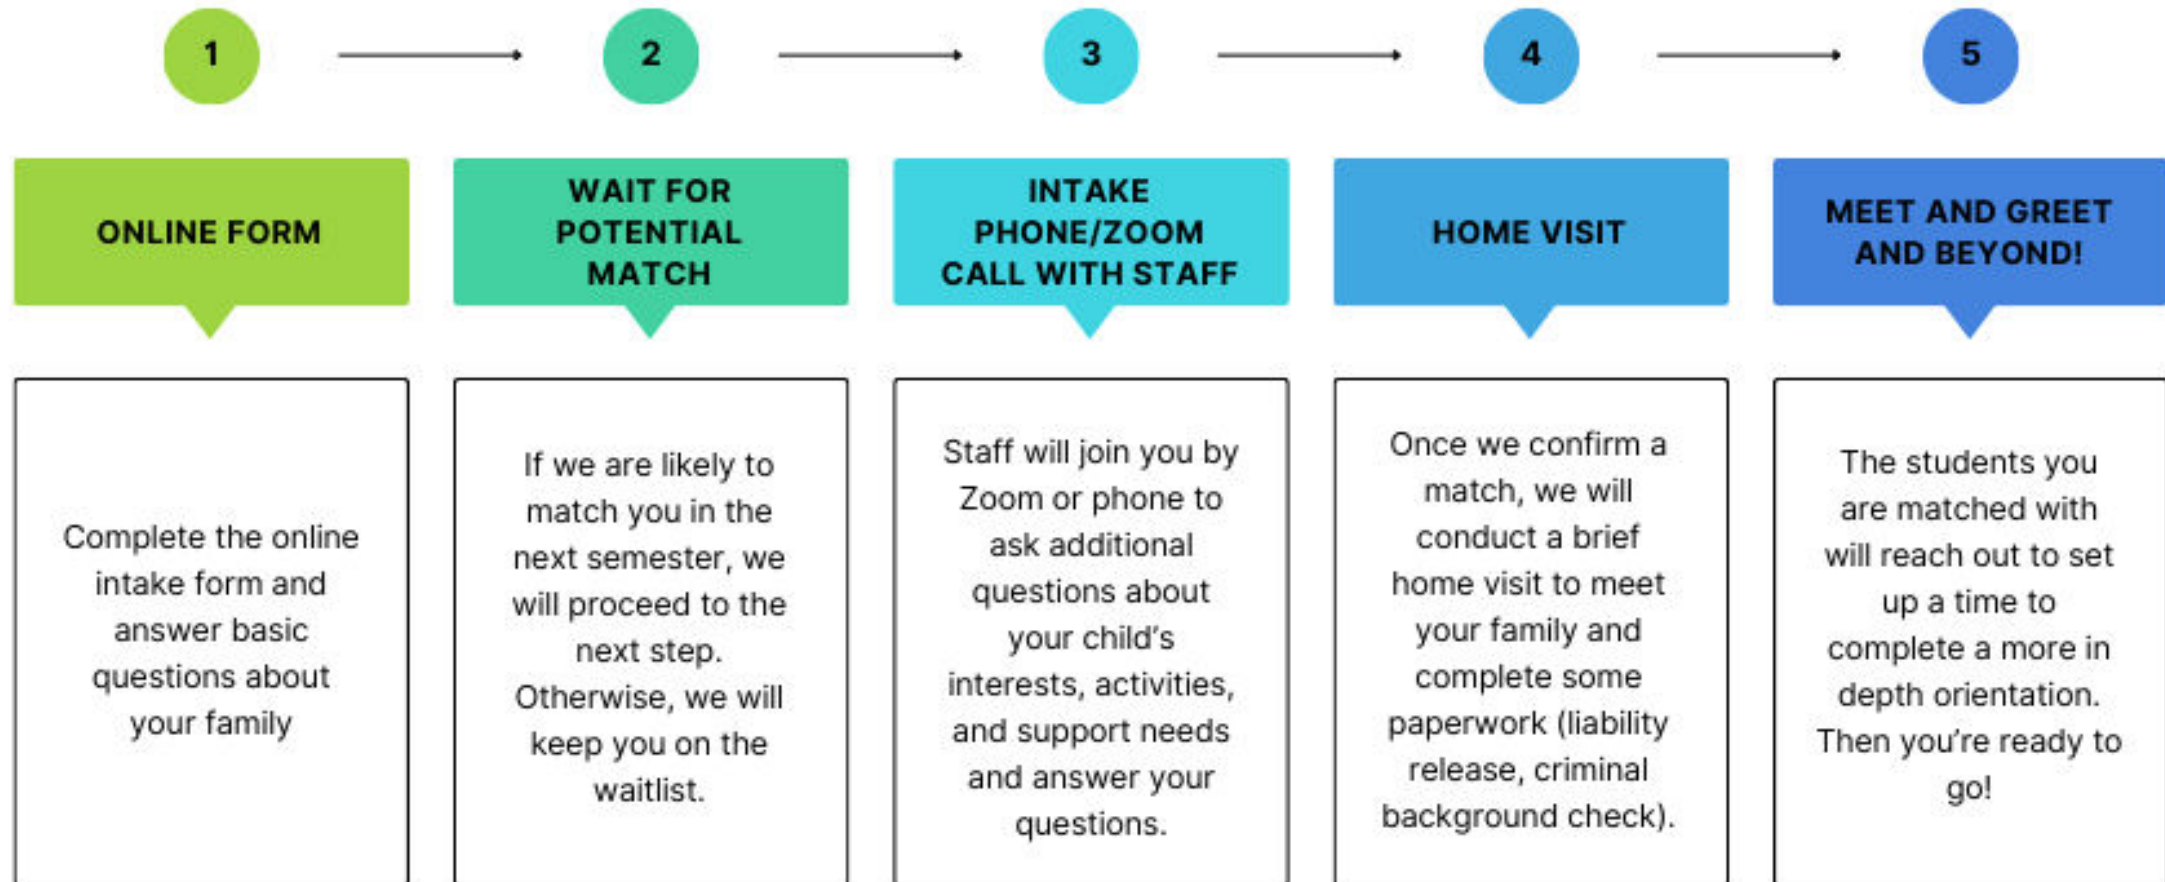 1
2
3
4
5
ONLINE FORM
WAIT FOR
POTENTIAL
MATCH
INTAKE
PHONE/ZOOM
CALL WITH STAFF
HOME VISIT
MEET AND GREET
AND BEYOND!
Complete the online
intake form and
answer basic
questions about
your family
If we are likely to
match you in the
next semester, we
will proceed to the
next step.
Otherwise, we will
keep you on the
waitlist.
Staff will join you by
Zoom or phone to
ask additional
questions about
your child's
interests, activities,
and support needs
and answer your
questions.
Once we confirm a
match, we will
conduct a brief
home visit to meet
your family and
complete some
paperwork (liability
release, criminal
background check).
The students you
are matched with
will reach out to set
up a time to
complete a more in
depth orientation.
Then you're ready to
go!